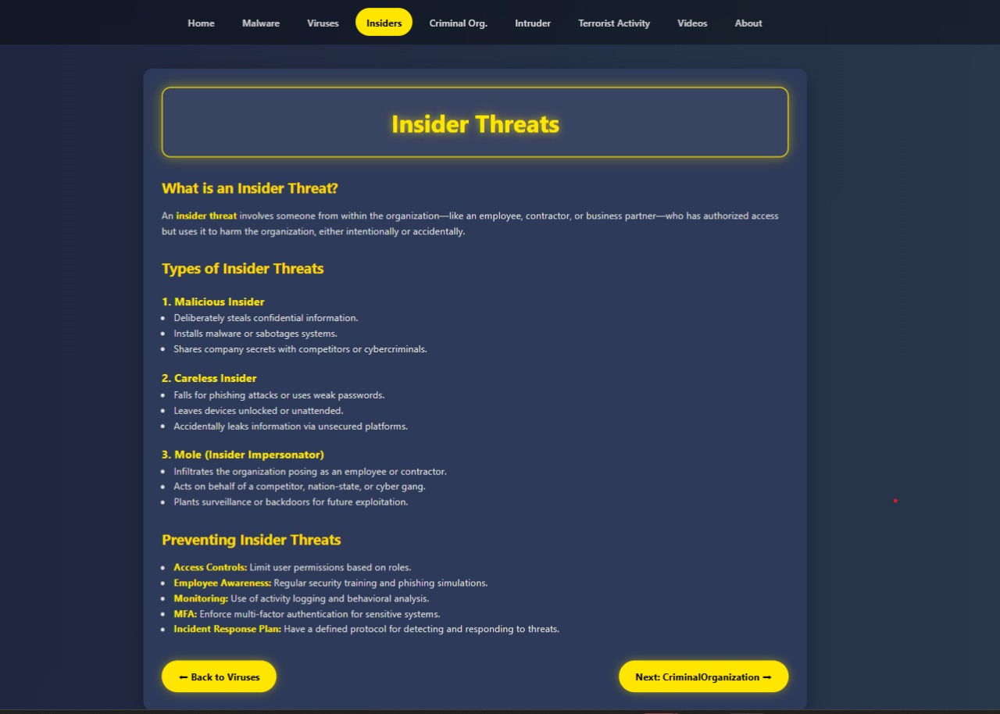 Home Malware Viruses Insiders Criminal Org. Intruder Terrorist Activity Videos About
Insider Threats
What is an Insider Threat?
An insider threat involves someone from within the organization—like an employee, contractor, or business partner—who has authorized access
but uses it to harm the organization, either intentionally or accidentally.
Types of Insider Threats
1. Malicious Insider
• Deliberately steals confidential information.
• Installs malware or sabotages systems.
• Shares company secrets with competitors or cybercriminals.
2. Careless Insider
• Falls for phishing attacks or uses weak passwords.
• Leaves devices unlocked or unattended.
• Accidentally leaks information via unsecured platforms.
3. Mole (Insider Impersonator)
• Infiltrates the organization posing as an employee or contractor.
• Acts on behalf of a competitor, nation-state, or cyber gang.
• Plants surveillance or backdoors for future exploitation.
Preventing Insider Threats
• Access Controls: Limit user permissions based on roles.
• Employee Awareness: Regular security training and phishing simulations.
• Monitoring: Use of activity logging and behavioral analysis.
• MFA: Enforce multi-factor authentication for sensitive systems.
• Incident Response Plan: Have a defined protocol for detecting and responding to threats.
← Back to Viruses Next: CriminalOrganization →